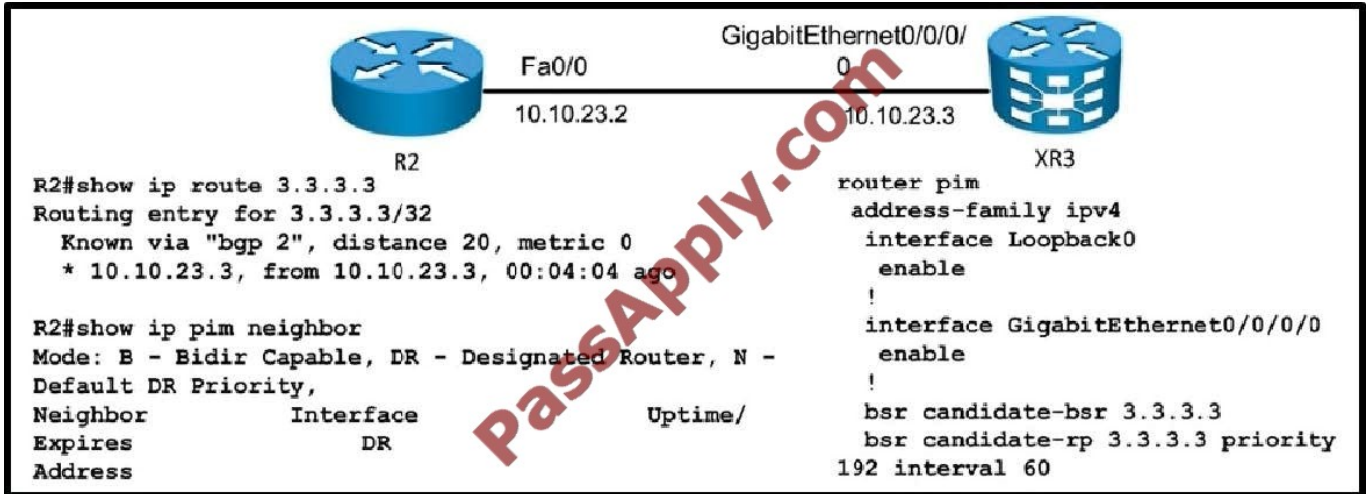 GigabitEthernet0/0/0/
0
Fa0/0
10.10.23.2
10.10.23.3
R2
XR3
R2#show ip route 3.3.3.3
Routing entry for 3.3.3.3/32
Known via "bgp 2", distance 20, metric 0
* 10.10.23.3, from 10.10.23.3, 00:04:04 ago
R2#show ip pim neighbor
Mode: B - Bidir Capable, DR - Designated Router, N -
Default DR Priority,
Neighbor Interface Uptime/
Expires DR
Address
router pim
address-family ipv4
interface Loopback0
enable
!
interface GigabitEthernet0/0/0/0
enable
!
bsr candidate-bsr 3.3.3.3
bsr candidate-rp 3.3.3.3 priority
192 interval 60
PassApply.com